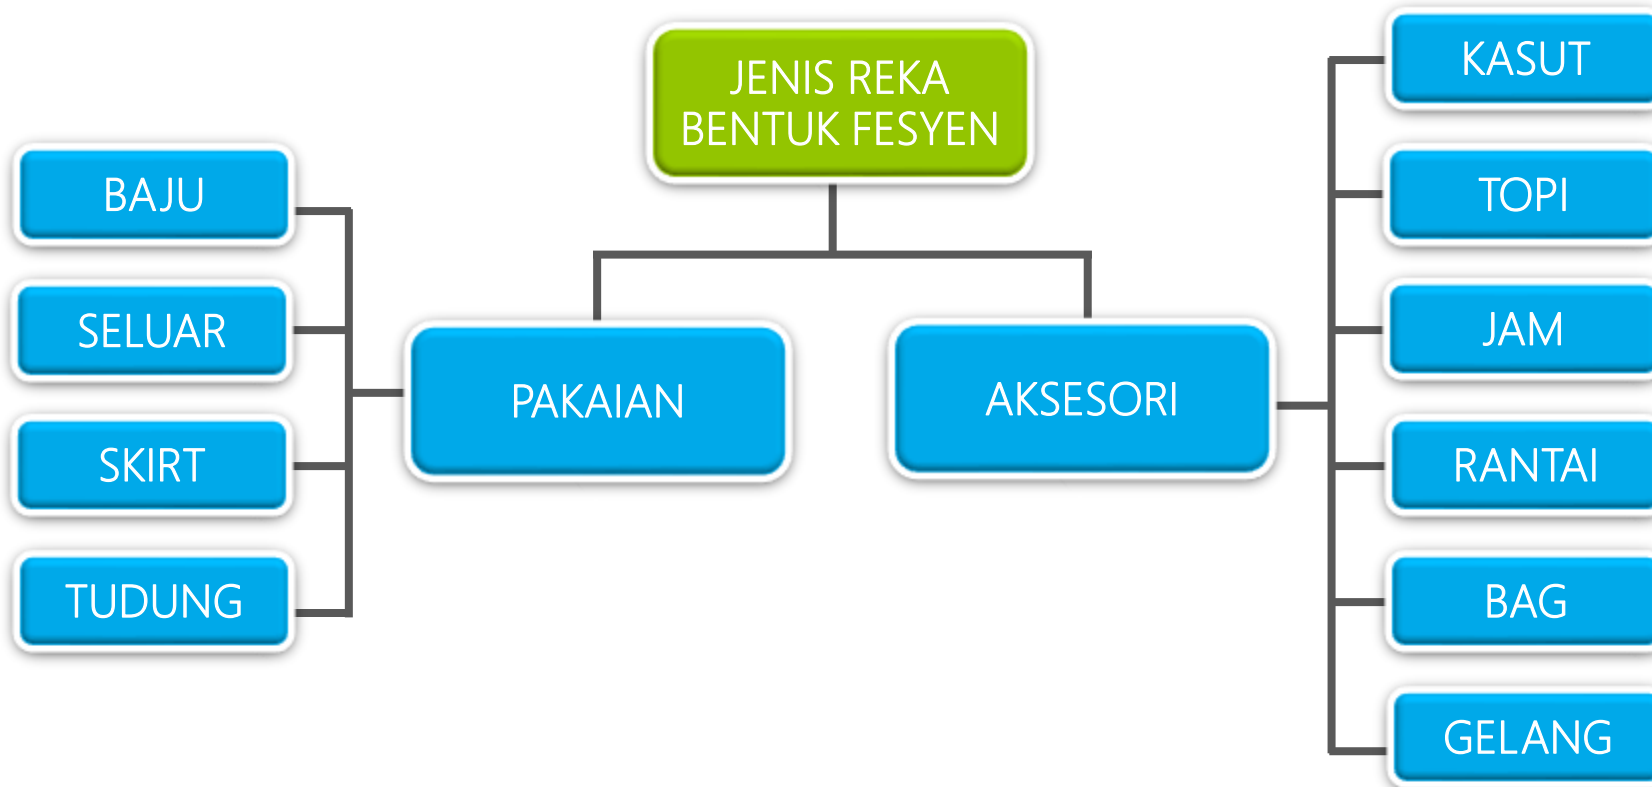 JENIS REKA
BENTUK FESYEN
PAKAIAN
BAJU
SELUAR
SKIRT
TUDUNG
AKSESORI
KASUT
TOPI
JAM
RANTAI
BAG
GELANG